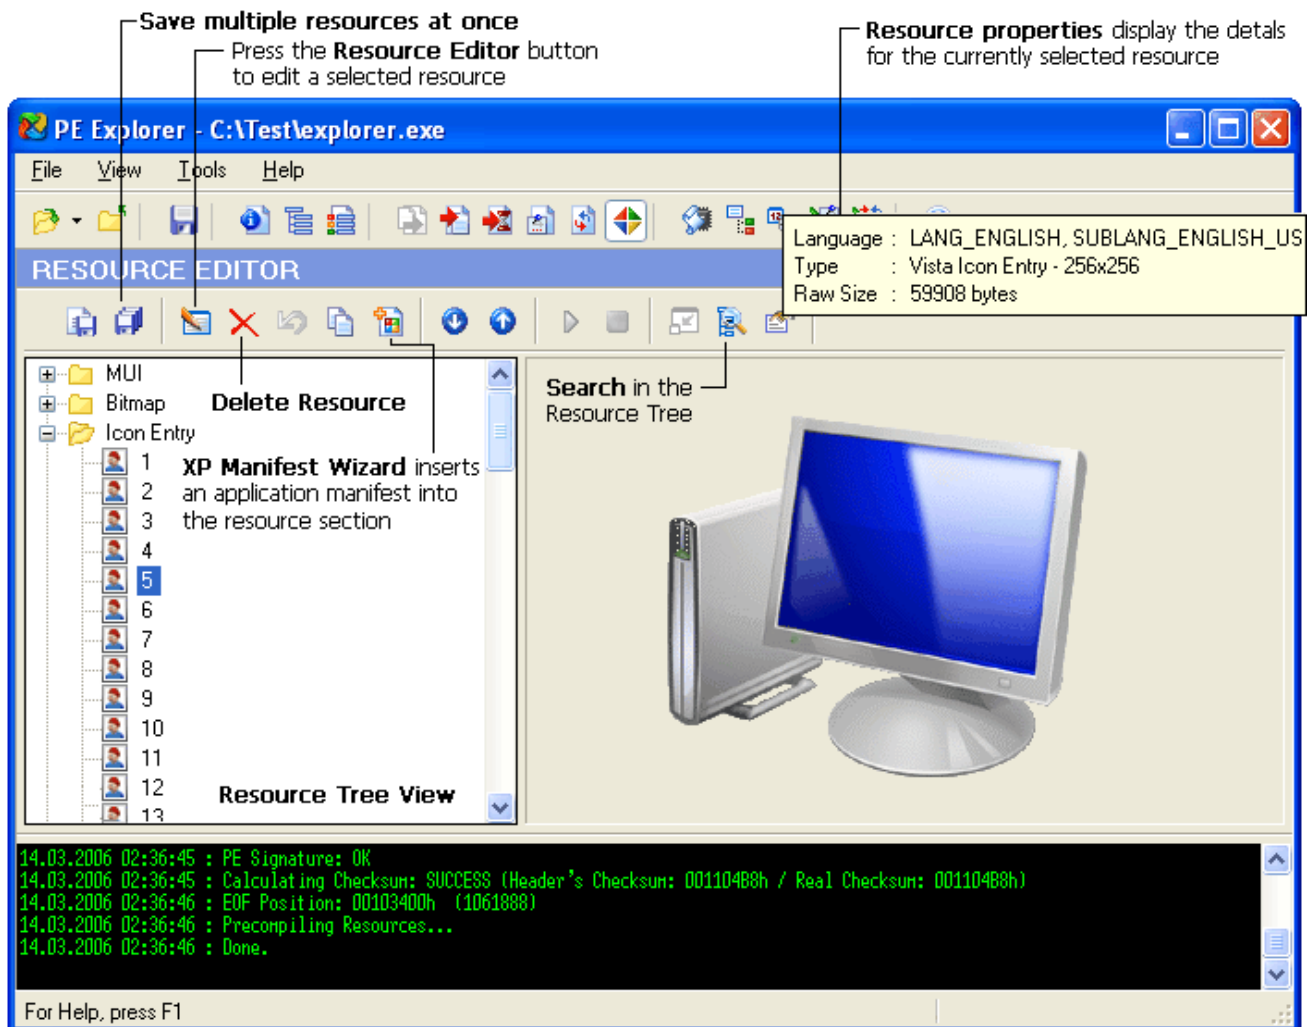 Save multiple resources at once
Press the Resource Editor button
to edit a selected resource
Resource properties display the detals
for the currently selected resource
PE Explorer - C:\Test\explorer.exe
File View Tools Help
Language : LANG_ENGLISH, SUBLANG_ENGLISH_US
Type : Vista Icon Entry - 256x256
Raw Size : 59908 bytes
RESOURCE EDITOR
MUI
Bitmap
Delete Resource
Icon Entry
Search in the
Resource Tree
1
XP Manifest Wizard inserts
2
an application manifest into
3
the resource section
4
5
6
7
8
9
10
11
12
Resource Tree View
13
14.03.2006 02:36:45 : PE Signature: OK
14.03.2006 02:36:45 : Calculating Checksum: SUCCESS (Header's Checksum: 001104B8h / Real Checksum: 001104B8h)
14.03.2006 02:36:46 : EOF Position: 00103400h (1061888)
14.03.2006 02:36:46 : Precompiling Resources...
14.03.2006 02:36:46 : Done.
For Help, press F1